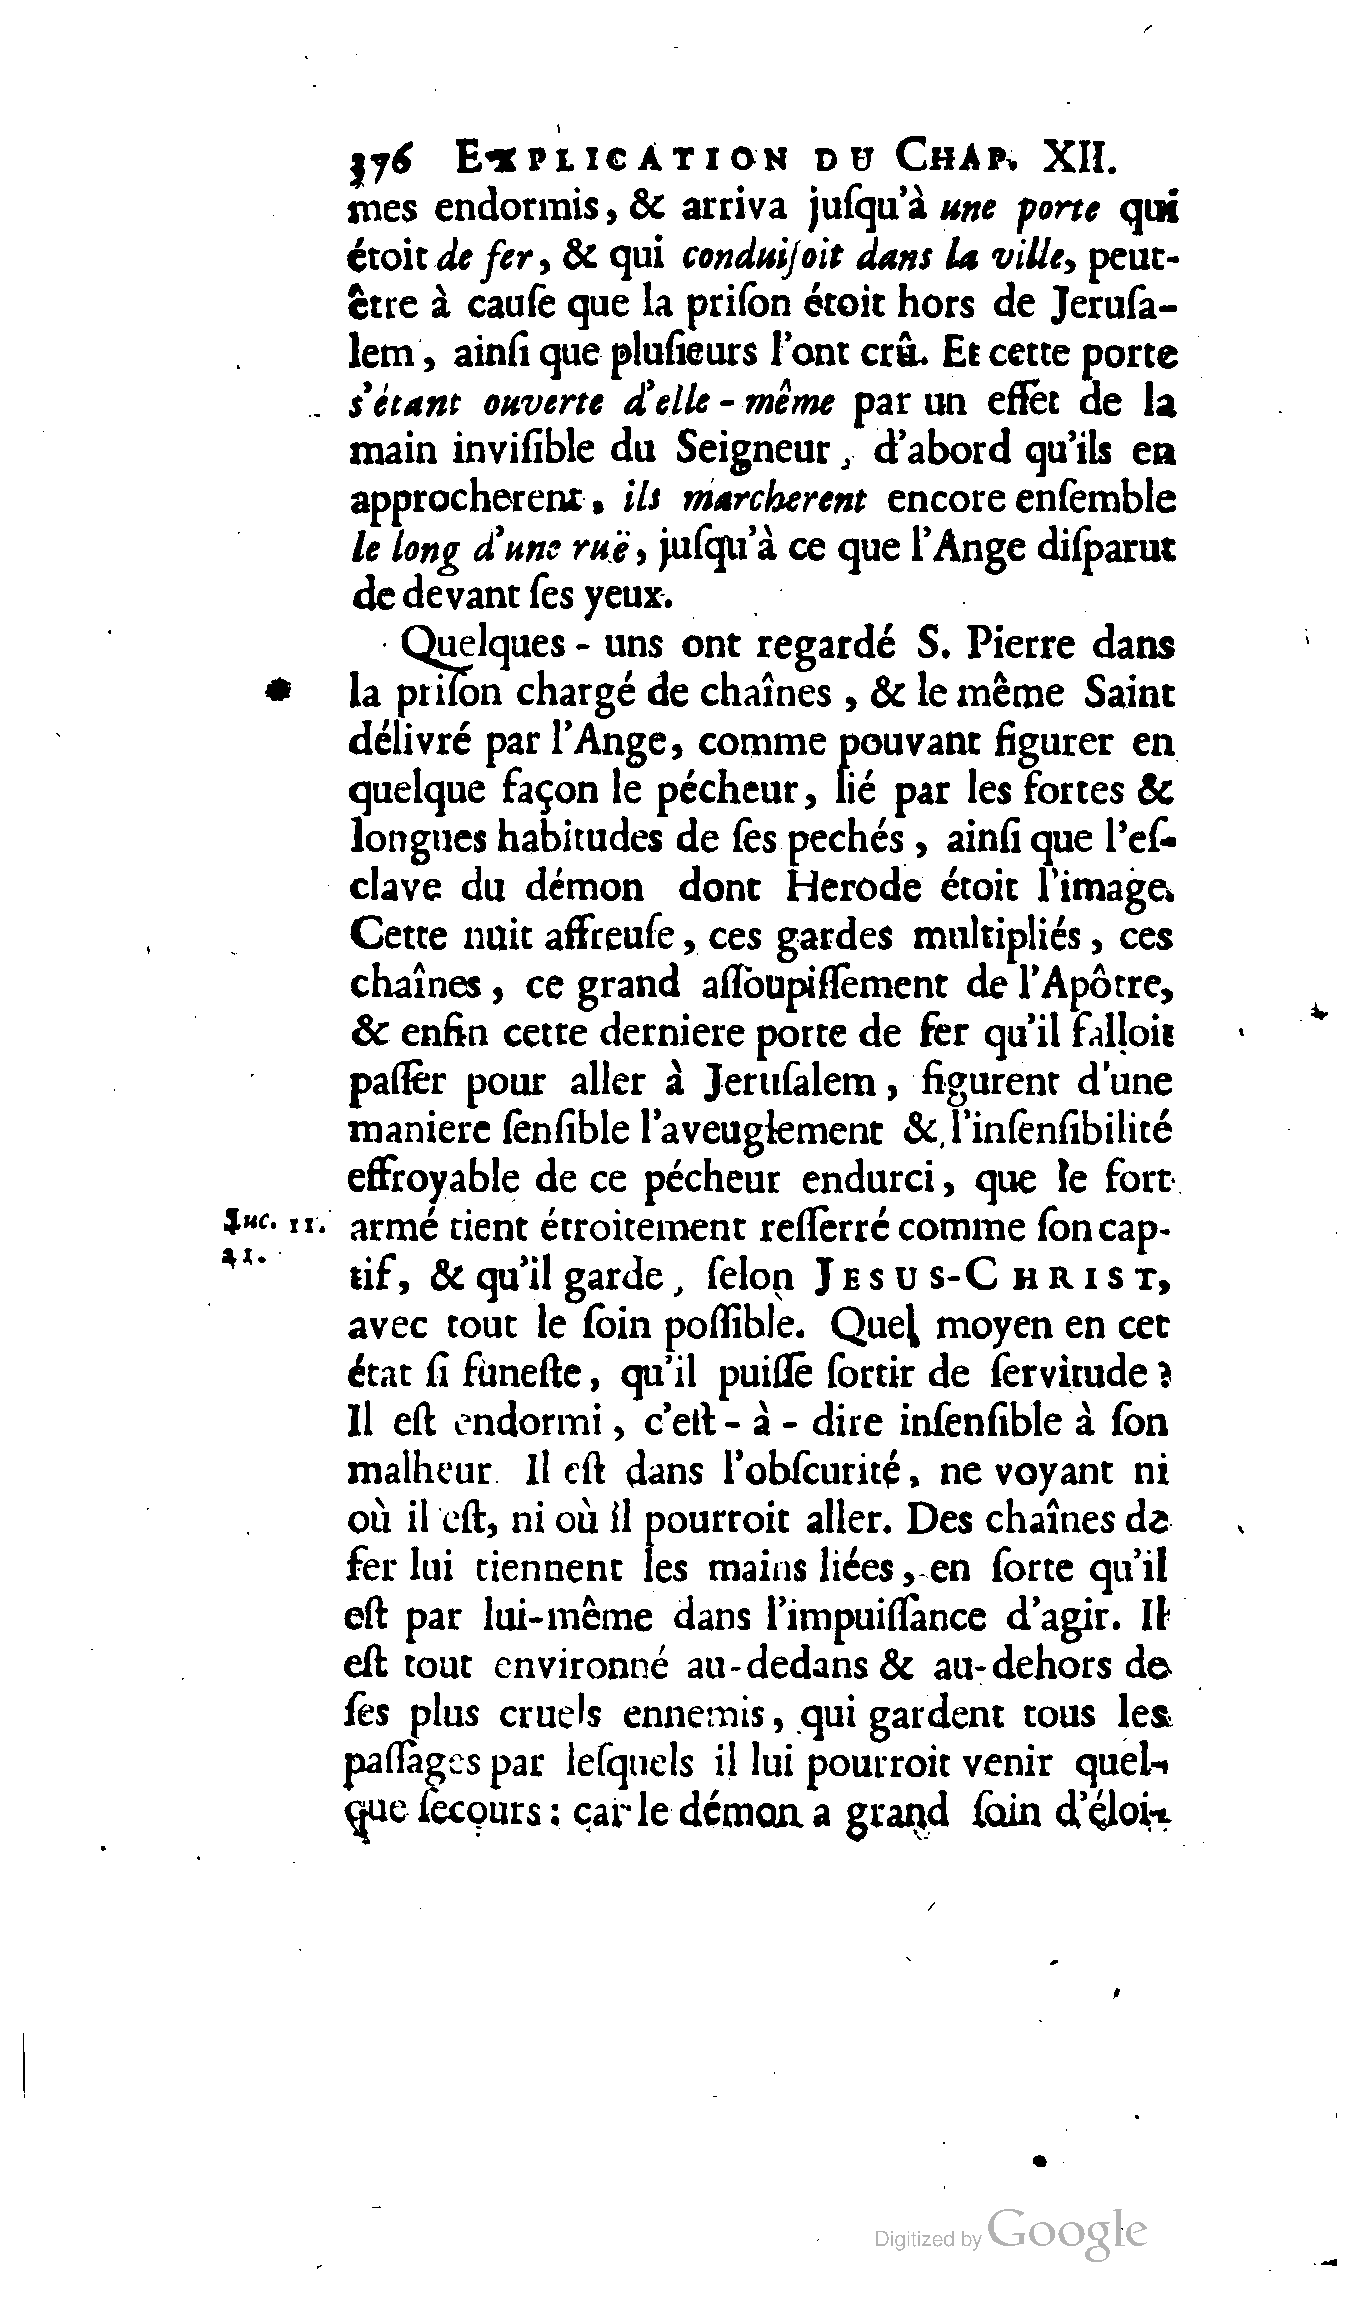 376 EXPLICATION DU CHAP. XII.
mes endormis, & arriva juſqu'à une porte qui
étoit de fer, & qui conduiſoit dans la ville, peut-
être à cauſe que la priſon étoit hors de Jeruſa-
lem, ainſi que pluſieurs l'ont crû. Et cette porte
s'étant ouverte d'elle-même par un effet de la
main inviſible du Seigneur, d'abord qu'ils en
approcherent, ils marcherent encore enſemble
le long d'une ruë, juſqu'à ce que l'Ange diſparut
de devant ſes yeux.
Quelques-uns ont regardé S. Pierre dans
la priſon chargé de chaînes, & le même Saint
délivré par l'Ange, comme pouvant figurer en
quelque façon le pécheur, lié par les fortes &
longues habitudes de ſes pechés, ainſi que l'eſ-
clave du démon dont Herode étoit l'image.
Cette nuit affreuſe, ces gardes multipliés, ces
chaînes, ce grand aſſoupiſſement de l'Apôtre,
& enfin cette derniere porte de fer qu'il falloit
paſſer pour aller à Jeruſalem, figurent d'une
maniere ſenſible l'aveuglement & l'inſenſibilité
effroyable de ce pécheur endurci, que le fort
Luc. 11. armé tient étroitement reſſerré comme ſon cap-
21. tif, & qu'il garde, ſelon JESUS-CHRIST,
avec tout le ſoin poſſible. Quel moyen en cet
état ſi funeſte, qu'il puiſſe ſortir de ſervitude?
Il eſt endormi, c'eſt-à-dire inſenſible à ſon
malheur. Il eſt dans l'obſcurité, ne voyant ni
où il eſt, ni où il pourroit aller. Des chaînes de
fer lui tiennent les mains liées, en ſorte qu'il
eſt par lui-même dans l'impuiſſance d'agir. Il
eſt tout environné au-dedans & au-dehors de
ſes plus cruels ennemis, qui gardent tous les
paſſages par leſquels il lui pourroit venir quel-
que ſecours: car le démon a grand ſoin d'éloi-
Digitized by Google